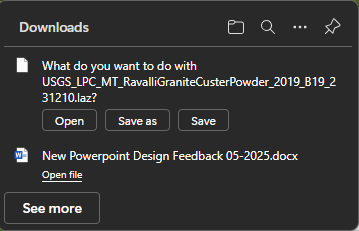 Downloads
What do you want to do with
USGS_LPC_MT_RavalliGraniteCusterPowder_2019_B19_2
31210.laz?
Open Save as Save
New Powerpoint Design Feedback 05-2025.docx
Open file
See more